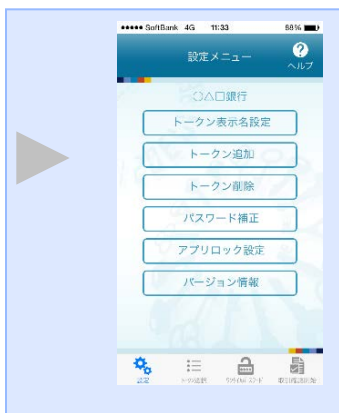 ●●●●● SoftBank 4G 11:33 88%
設定メニュー
?
ヘルプ
○△□銀行
トークン表示名設定
トークン追加
トークン削除
パスワード補正
アプリロック設定
バージョン情報
設定